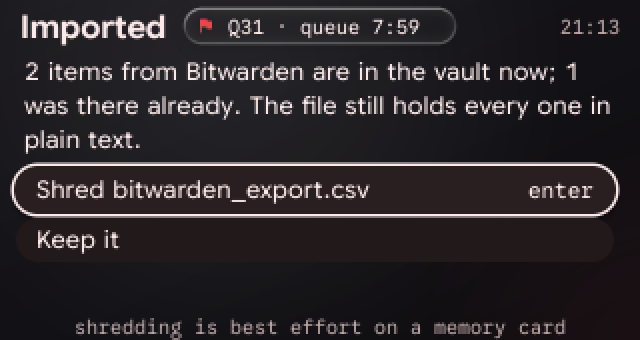 Imported
Q31 · queue 7:59
21:13
2 items from Bitwarden are in the vault now; 1
was there already. The file still holds every one in
plain text.
Shred bitwarden_export.csv
enter
Keep it
shredding is best effort on a memory card